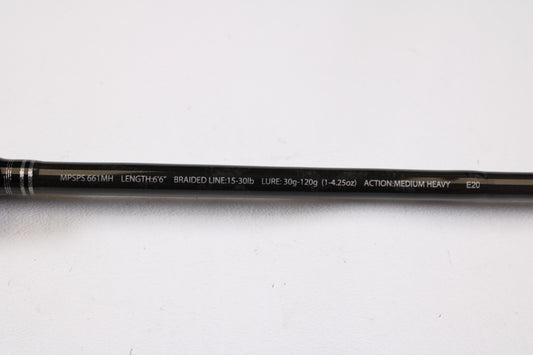 MPSPS.661MH LENGTH:6'6" BRAIDED LINE:15-30lb LURE: 30g-120g (1-4.25oz) ACTION:MEDIUM HEAVY E20